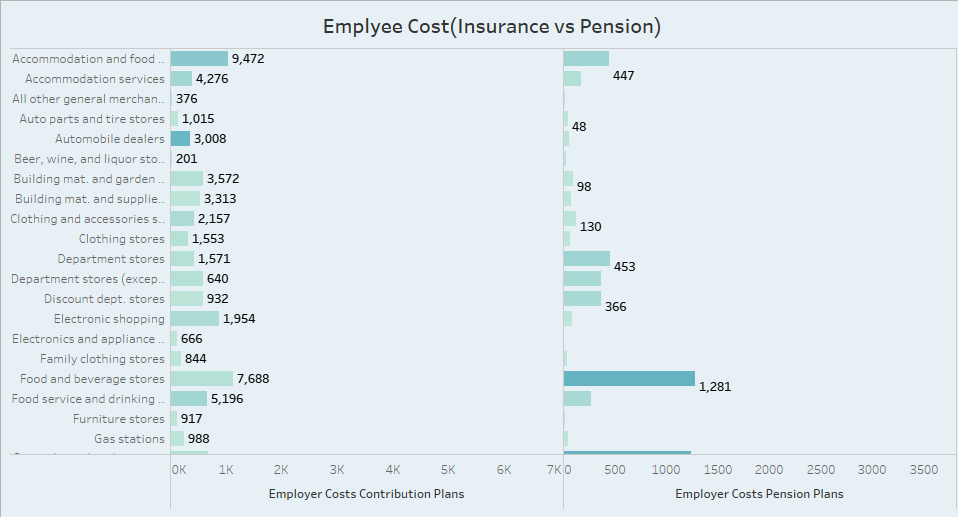 Emplyee Cost(Insurance vs Pension)
Accommodation and food .. 9,472
Accommodation services 4,276 447
All other general merchan.. 376
Auto parts and tire stores 1,015 48
Automobile dealers 3,008
Beer, wine, and liquor sto.. 201
Building mat. and garden .. 3,572 98
Building mat. and supplie.. 3,313
Clothing and accessories s.. 2,157 130
Clothing stores 1,553
Department stores 1,571 453
Department stores (excep.. 640
Discount dept. stores 932 366
Electronic shopping 1,954
Electronics and appliance .. 666
Family clothing stores 844
Food and beverage stores 7,688 1,281
Food service and drinking .. 5,196
Furniture stores 917
Gas stations 988
0K 1K 2K 3K 4K 5K 6K 7K 0 500 1000 1500 2000 2500 3000 3500
Employer Costs Contribution Plans Employer Costs Pension Plans